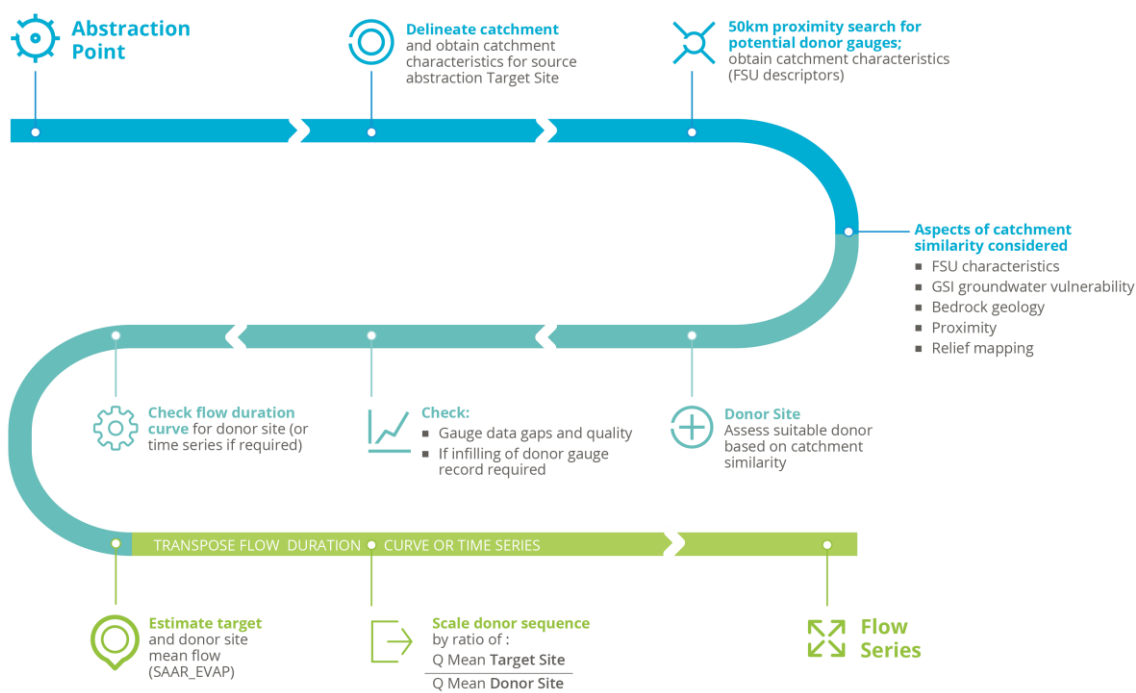 Abstraction
Point
Delineate catchment
and obtain catchment
characteristics for source
abstraction Target Site
50km proximity search for
potential donor gauges;
obtain catchment characteristics
(FSU descriptors)
Aspects of catchment
similarity considered
▪ FSU characteristics
▪ GSI groundwater vulnerability
▪ Bedrock geology
▪ Proximity
▪ Relief mapping
Donor Site
Assess suitable donor
based on catchment
similarity
Check:
▪ Gauge data gaps and quality
▪ If infilling of donor gauge
record required
Check flow duration
curve for donor site (or
time series if required)
TRANSPOSE FLOW DURATION CURVE OR TIME SERIES
Estimate target
and donor site
mean flow
(SAAR_EVAP)
Scale donor sequence
by ratio of :
Q Mean Target Site
Q Mean Donor Site
Flow
Series